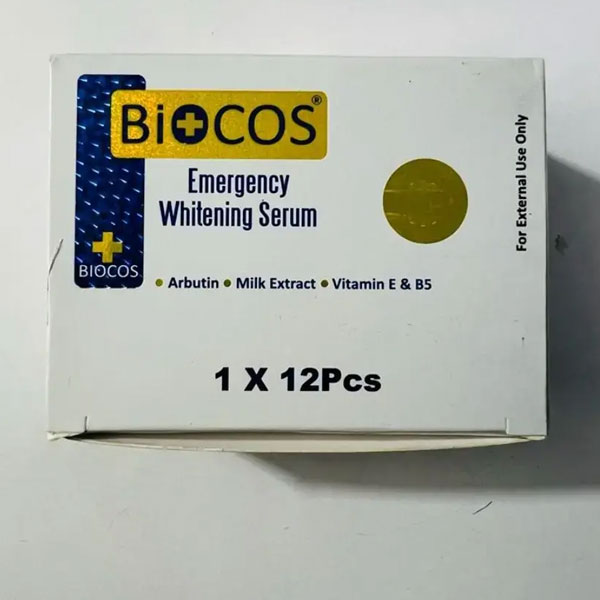 BiOCOS®
Emergency
Whitening Serum
BIOCOS
• Arbutin • Milk Extract • Vitamin E & B5
For External Use Only
1 X 12Pcs